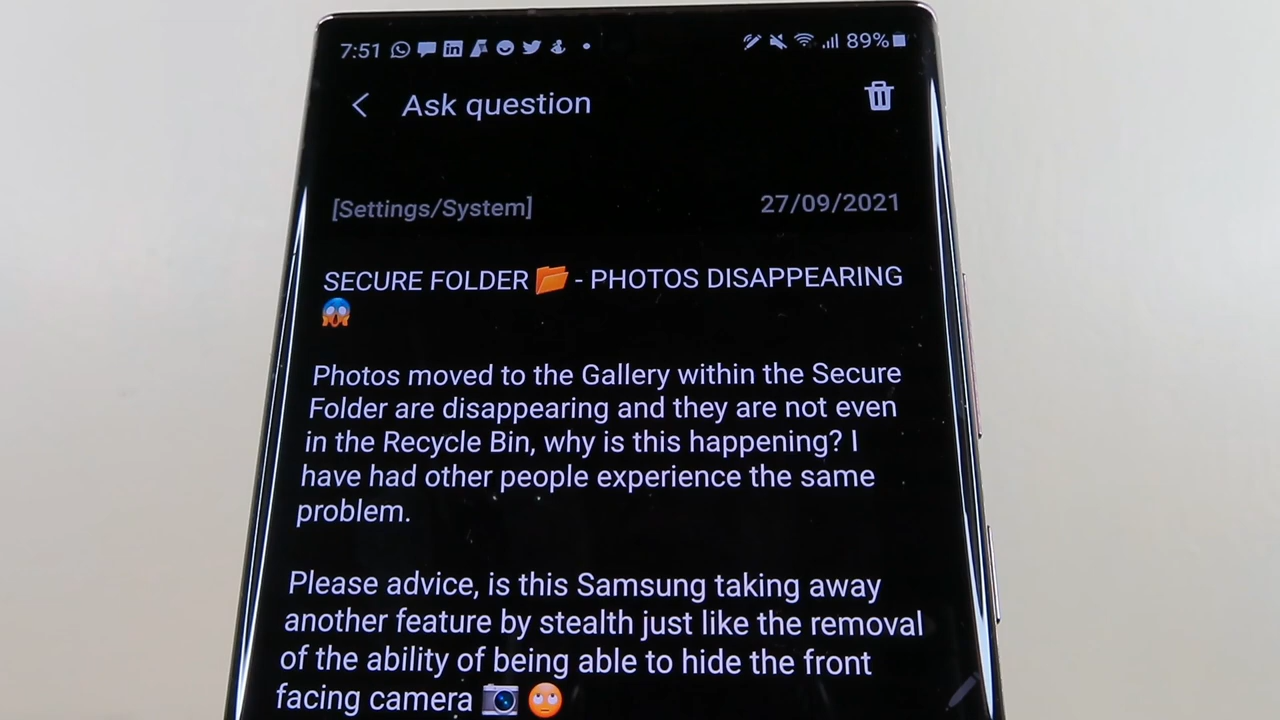 7:51 89%
Ask question
[Settings/System] 27/09/2021
SECURE FOLDER 📂 - PHOTOS DISAPPEARING
😱
Photos moved to the Gallery within the Secure
Folder are disappearing and they are not even
in the Recycle Bin, why is this happening? I
have had other people experience the same
problem.
Please advice, is this Samsung taking away
another feature by stealth just like the removal
of the ability of being able to hide the front
facing camera 📷 🙄